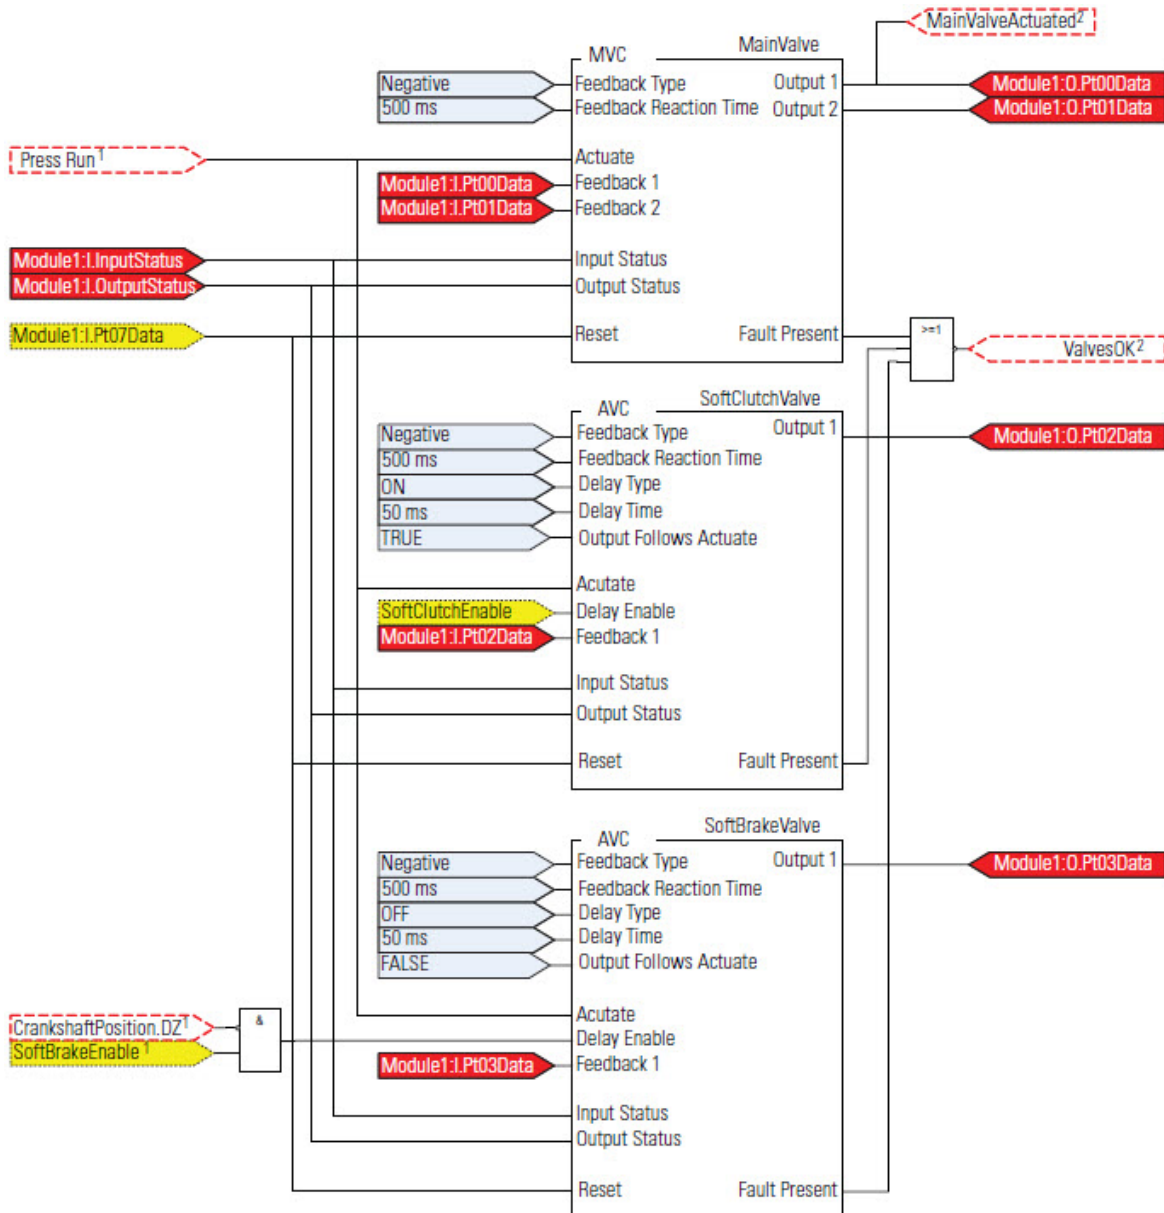 MainValveActuated2
MVC MainValve
Negative Feedback Type Output 1 Module1:O.Pt00Data
500 ms Feedback Reaction Time Output 2 Module1:O.Pt01Data
Press Run1 Actuate
Module1:I.Pt00Data Feedback 1
Module1:I.Pt01Data Feedback 2
Module1:I.InputStatus Input Status
Module1:I.OutputStatus Output Status
Module1:I.Pt07Data Reset Fault Present >=1
ValvesOK2
AVC SoftClutchValve
Negative Feedback Type Output 1 Module1:O.Pt02Data
500 ms Feedback Reaction Time
ON Delay Type
50 ms Delay Time
TRUE Output Follows Actuate
Acutate
SoftClutchEnable Delay Enable
Module1:I.Pt02Data Feedback 1
Input Status
Output Status
Reset Fault Present
AVC SoftBrakeValve
Negative Feedback Type Output 1 Module1:O.Pt03Data
500 ms Feedback Reaction Time
OFF Delay Type
50 ms Delay Time
FALSE Output Follows Actuate
CrankshaftPosition.DZ1 & Acutate
SoftBrakeEnable 1 Delay Enable
Module1:I.Pt03Data Feedback 1
Input Status
Output Status
Reset Fault Present